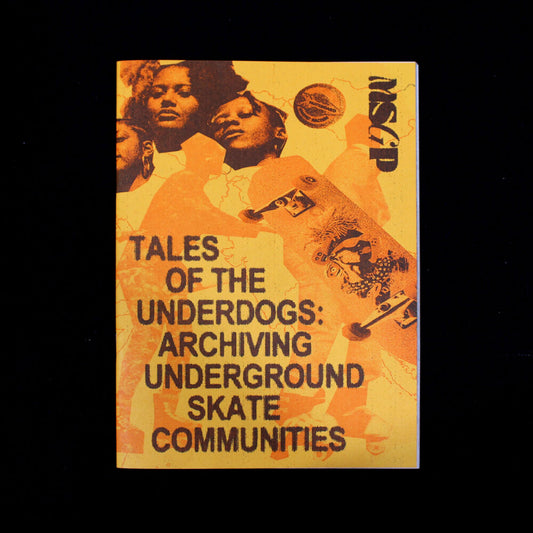 MSGP
TALES
OF THE
UNDERDOGS:
ARCHIVING
UNDERGROUND
SKATE
COMMUNITIES